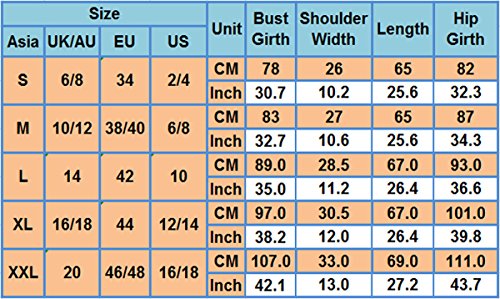 Size Unit Bust Girth Shoulder Width Length Hip Girth
Asia UK/AU EU US
S 6/8 34 2/4 CM 78 26 65 82
Inch 30.7 10.2 25.6 32.3
M 10/12 38/40 6/8 CM 83 27 65 87
Inch 32.7 10.6 25.6 34.3
L 14 42 10 CM 89.0 28.5 67.0 93.0
Inch 35.0 11.2 26.4 36.6
XL 16/18 44 12/14 CM 97.0 30.5 67.0 101.0
Inch 38.2 12.0 26.4 39.8
XXL 20 46/48 16/18 CM 107.0 33.0 69.0 111.0
Inch 42.1 13.0 27.2 43.7